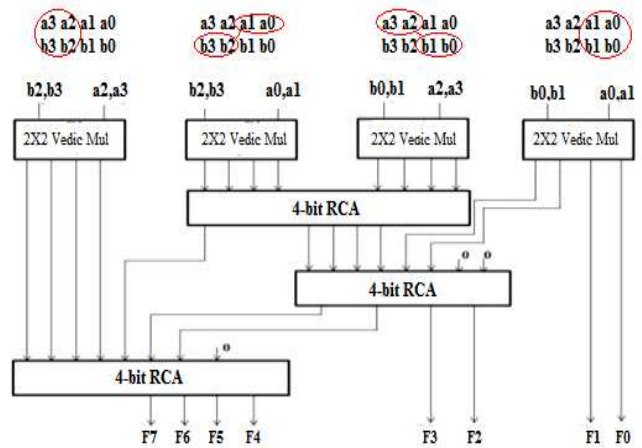 a3 a2 a1 a0 a3 a2 a1 a0 a3 a2 a1 a0 a3 a2 a1 a0
b3 b2 b1 b0 b3 b2 b1 b0 b3 b2 b1 b0 b3 b2 b1 b0
b2,b3 a2,a3 b2,b3 a0,a1 b0,b1 a2,a3 b0,b1 a0,a1
2X2 Vedic Mul 2X2 Vedic Mul 2X2 Vedic Mul 2X2 Vedic Mul
4-bit RCA
o o
4-bit RCA
o
4-bit RCA
F7 F6 F5 F4 F3 F2 F1 F0